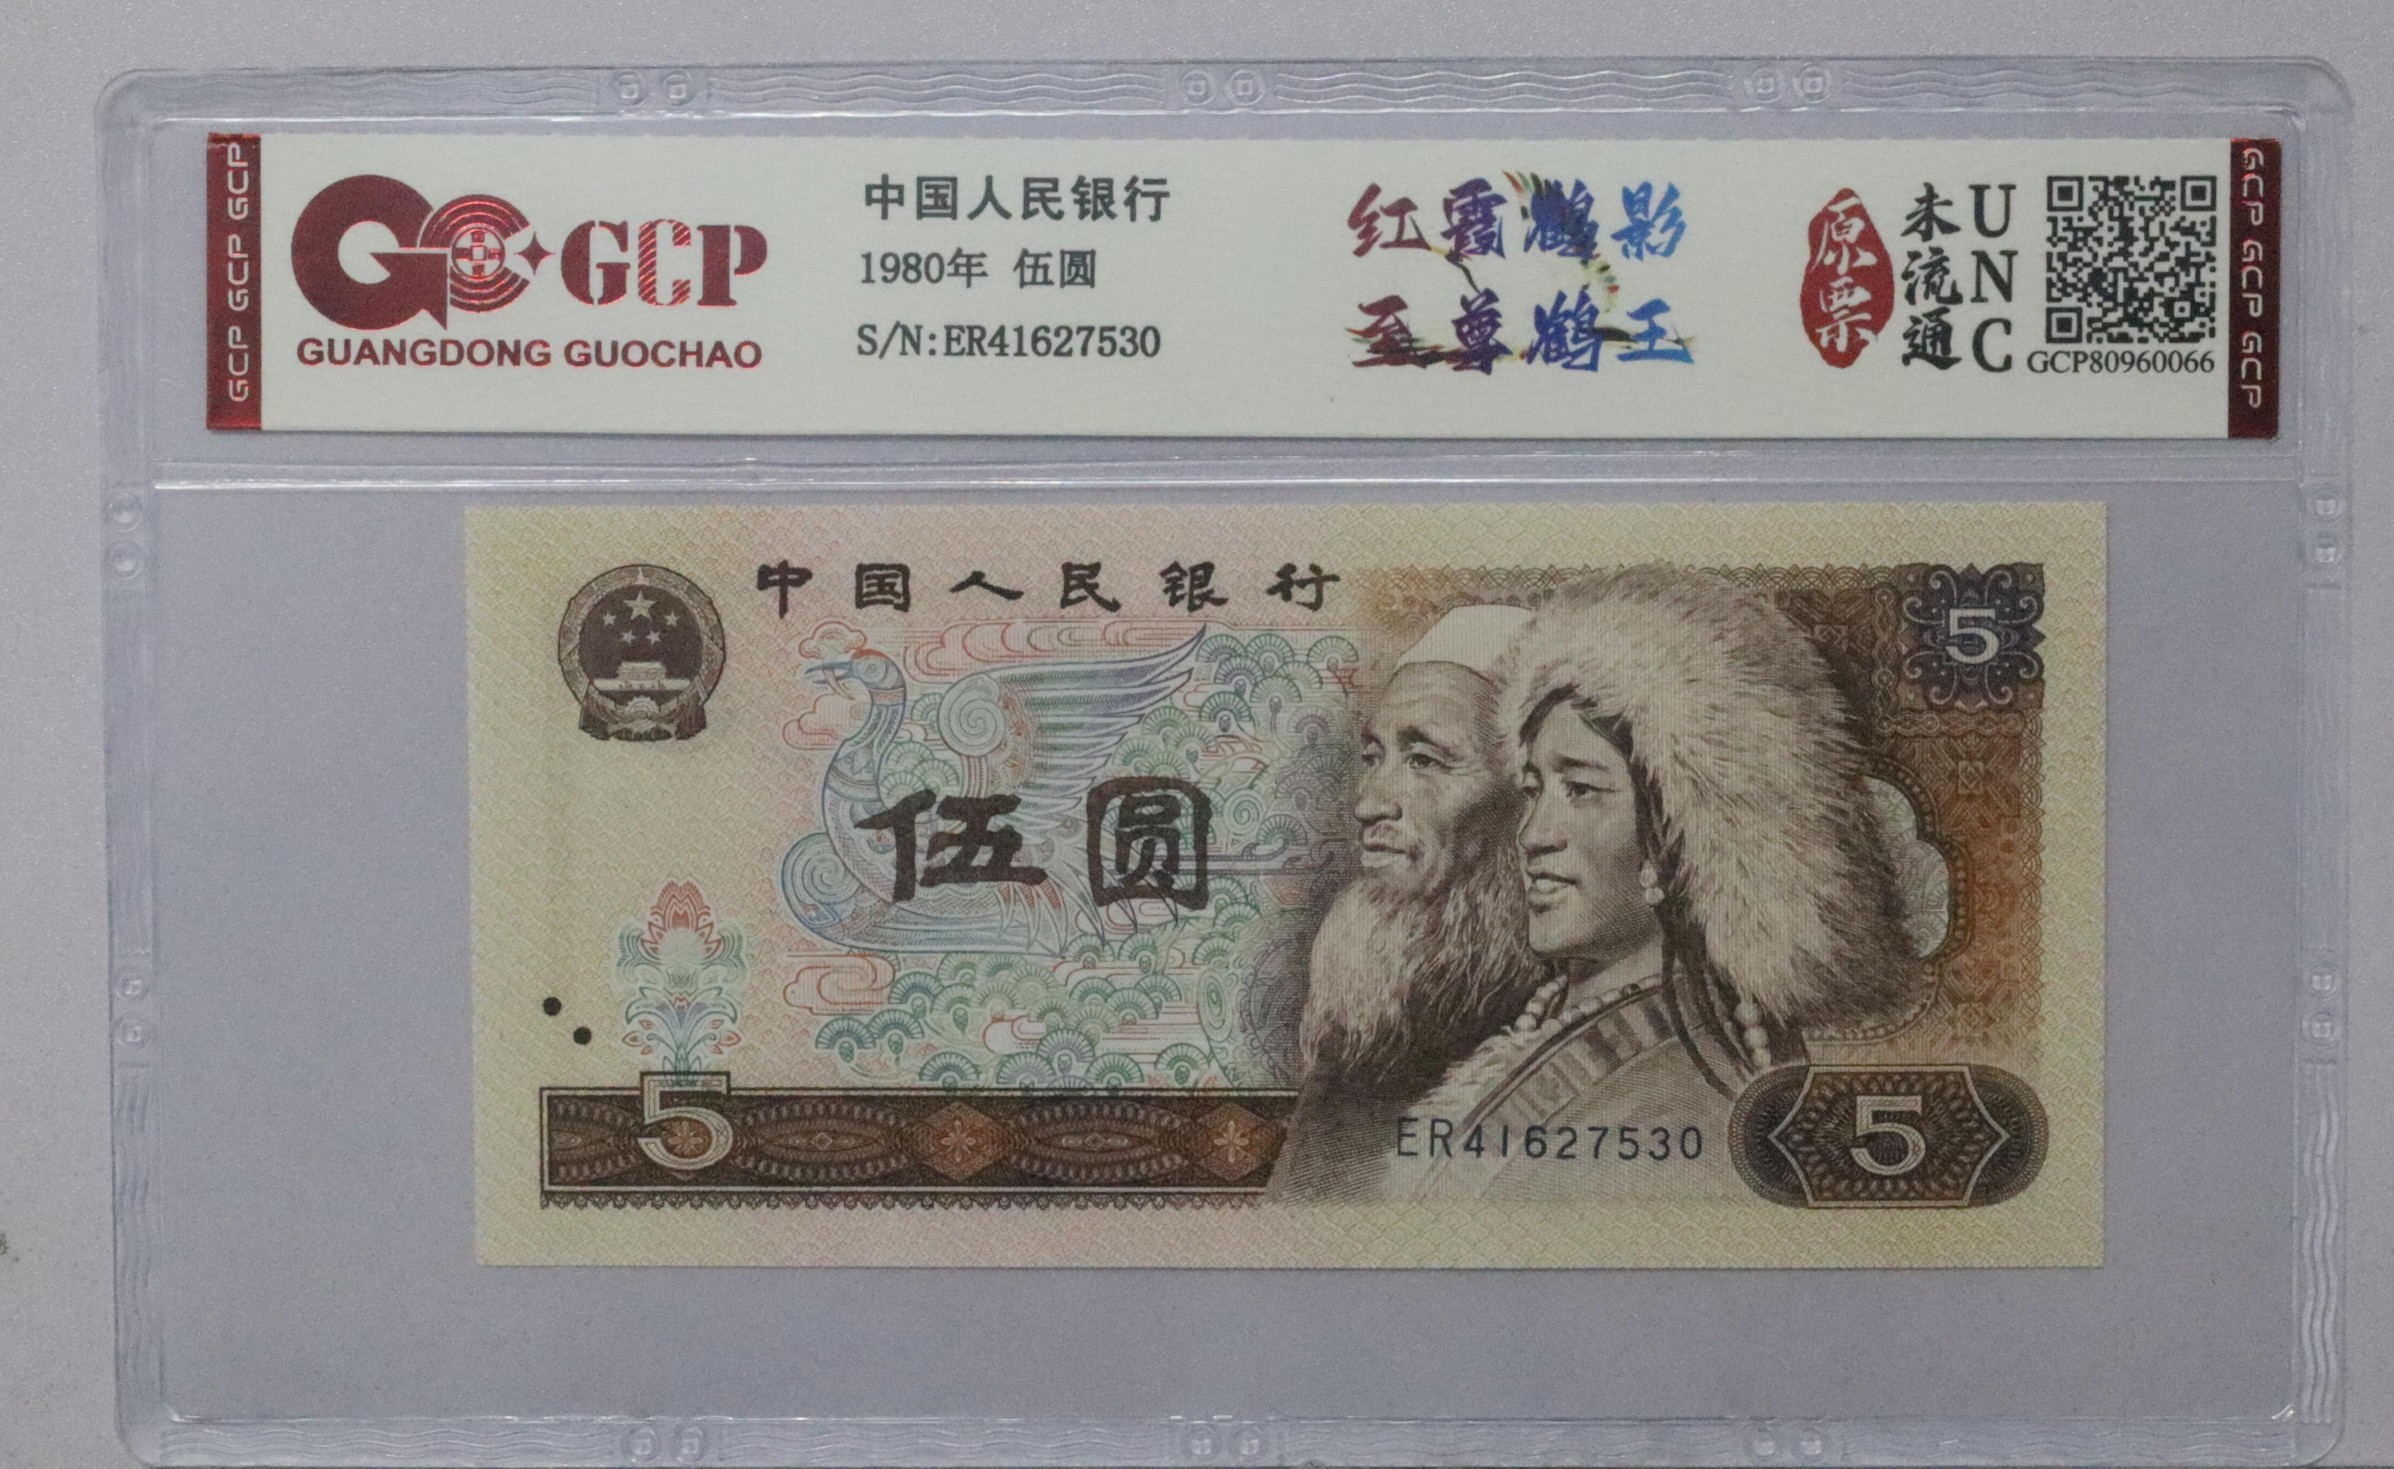 GCP GCP GCP
GCP
GUANGDONG GUOCHAO
中国人民银行
1980年 伍圆
S/N:ER41627530
红霞鹤影
至尊鹤王
原票
未流通
UNC
GCP80960066
GCP GCP GCP
中国人民银行
5
伍圆
5
ER41627530
5